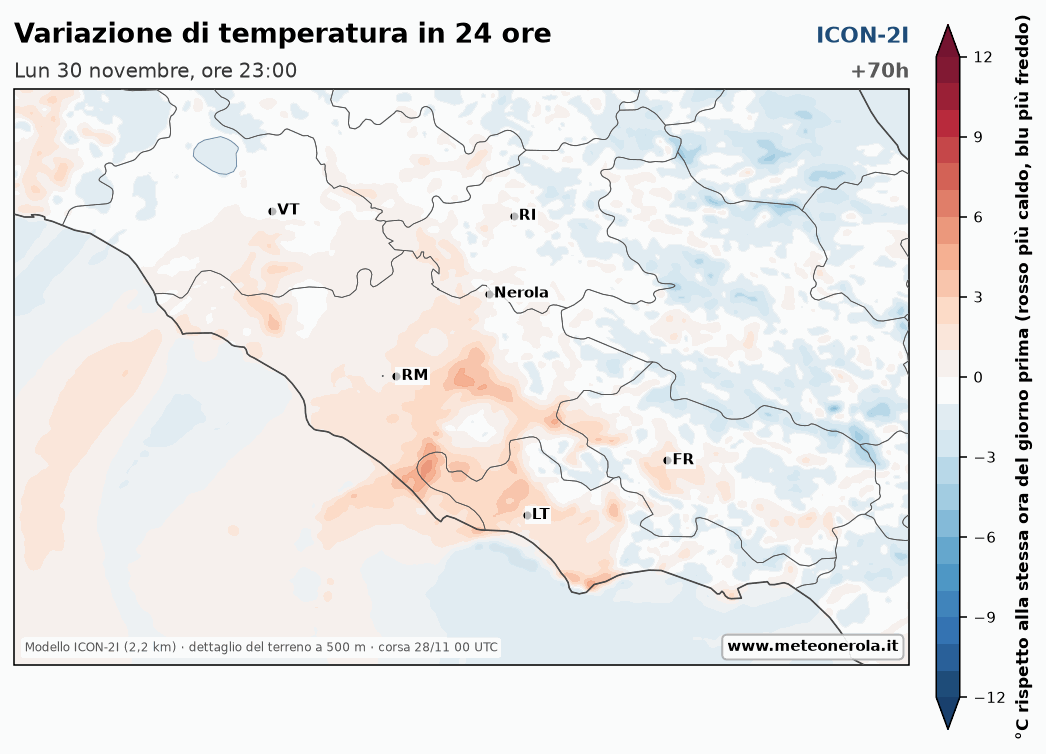 Variazione di temperatura in 24 ore
ICON-2I
Lun 30 novembre, ore 23:00
+70h
VT
RI
Nerola
RM
FR
LT
Modello ICON-2I (2,2 km) · dettaglio del terreno a 500 m · corsa 28/11 00 UTC
www.meteonerola.it
12
9
6
3
0
−3
−6
−9
−12
°C rispetto alla stessa ora del giorno prima (rosso più caldo, blu più freddo)